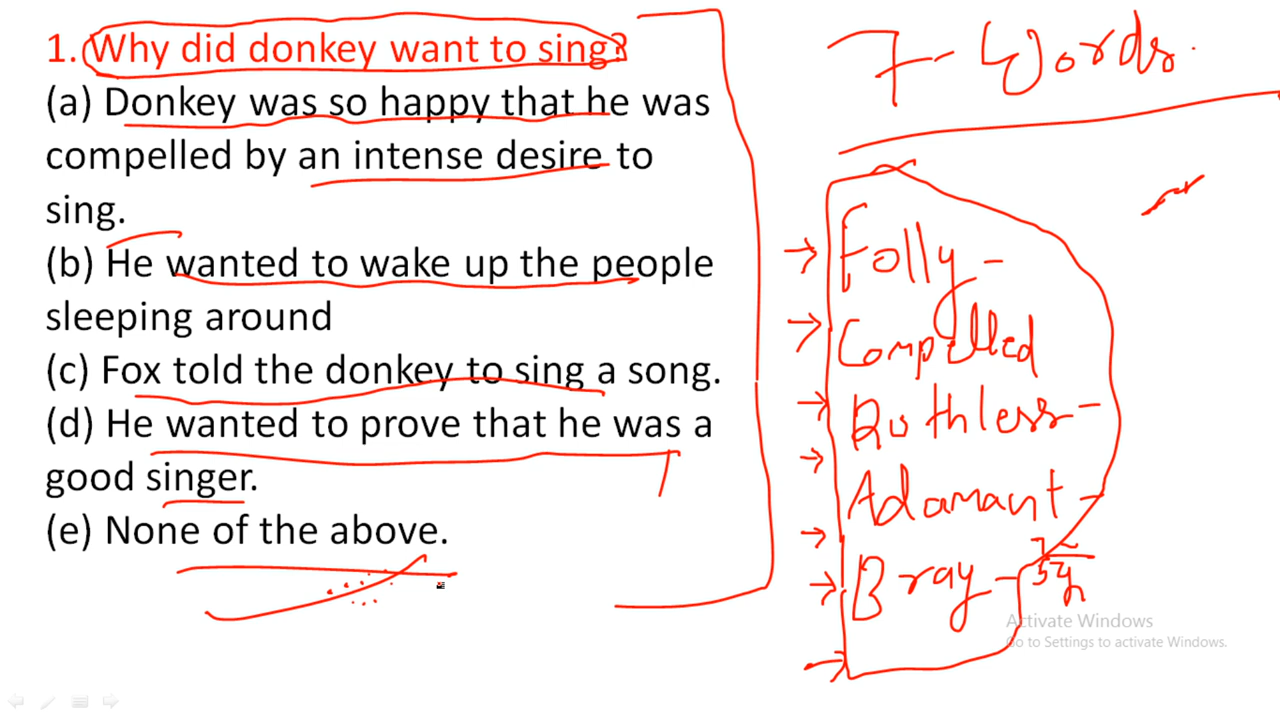 1. Why did donkey want to sing?
(a) Donkey was so happy that he was
compelled by an intense desire to
sing.
(b) He wanted to wake up the people
sleeping around
(c) Fox told the donkey to sing a song.
(d) He wanted to prove that he was a
good singer.
(e) None of the above.
7- Words.
Folly -
Compelled
Ruthless -
Adamant -
Bray -
Activate Windows
Go to Settings to activate Windows.